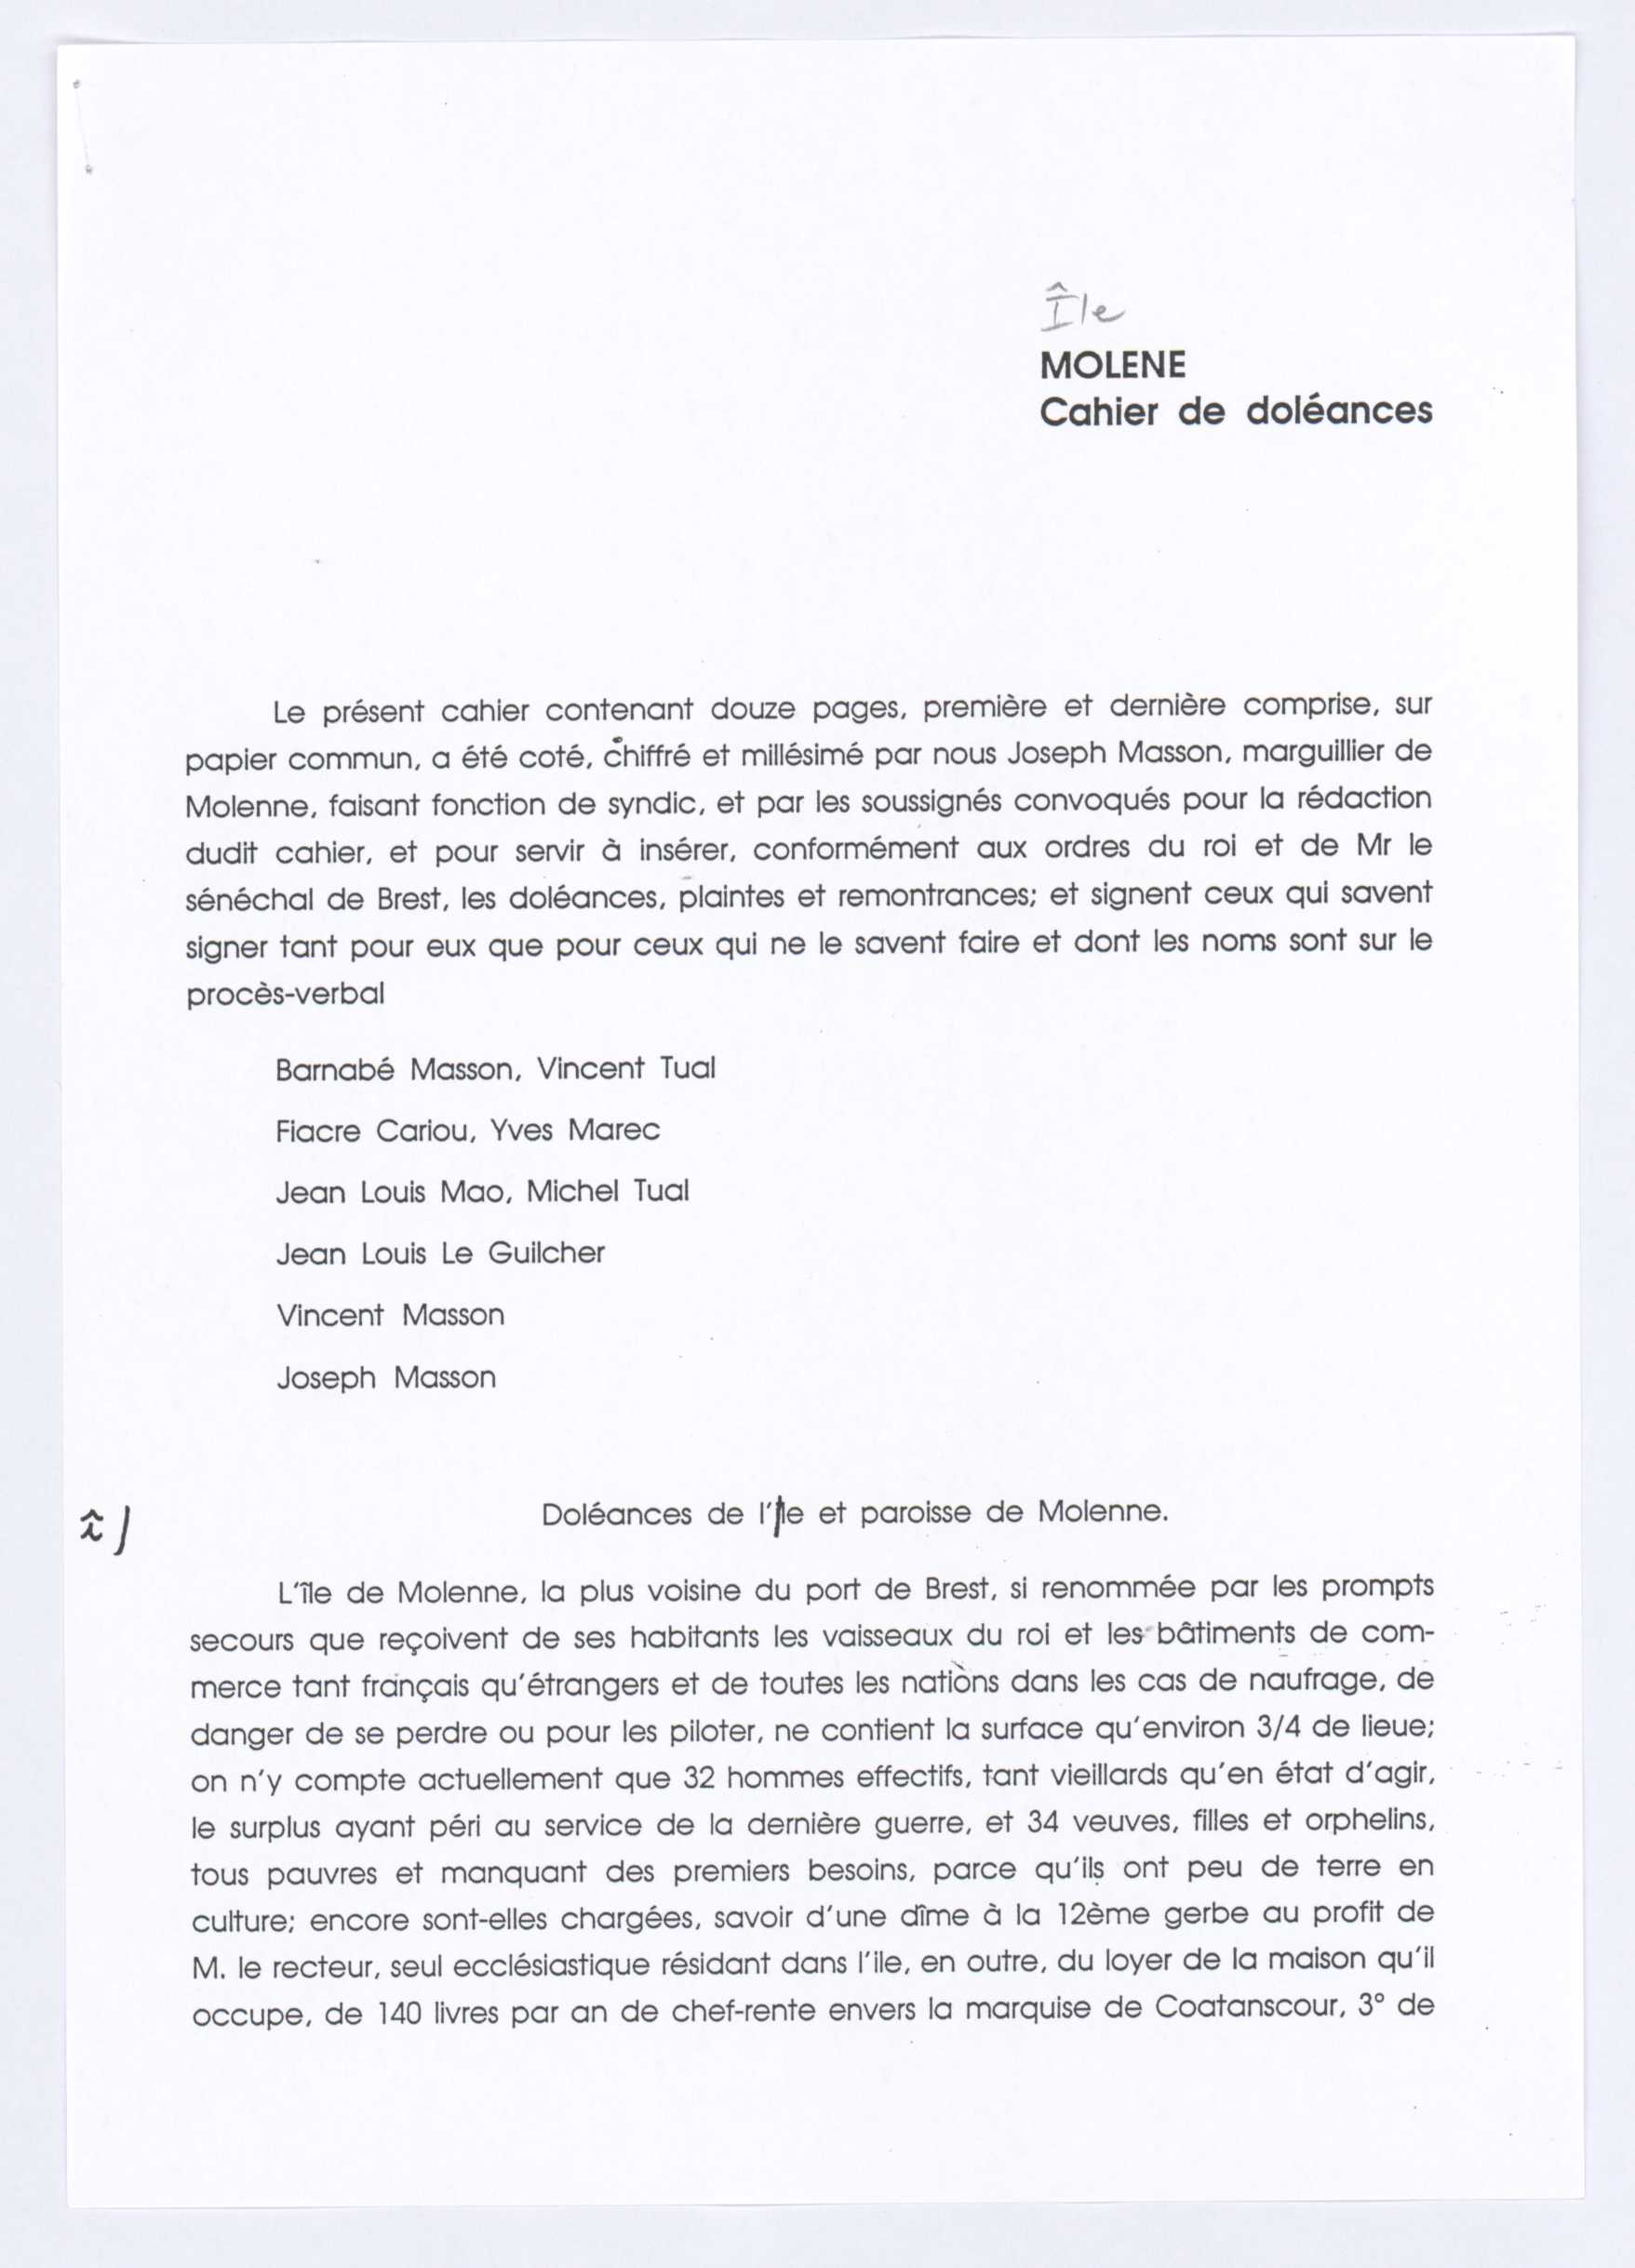 Île
MOLENE
Cahier de doléances
Le présent cahier contenant douze pages, première et dernière comprise, sur
papier commun, a été coté, chiffré et millésimé par nous Joseph Masson, marguillier de
Molenne, faisant fonction de syndic, et par les soussignés convoqués pour la rédaction
dudit cahier, et pour servir à insérer, conformément aux ordres du roi et de Mr le
sénéchal de Brest, les doléances, plaintes et remontrances; et signent ceux qui savent
signer tant pour eux que pour ceux qui ne le savent faire et dont les noms sont sur le
procès-verbal
Barnabé Masson, Vincent Tual
Fiacre Cariou, Yves Marec
Jean Louis Mao, Michel Tual
Jean Louis Le Guilcher
Vincent Masson
Joseph Masson
î/ Doléances de l'île et paroisse de Molenne.
L'île de Molenne, la plus voisine du port de Brest, si renommée par les prompts
secours que reçoivent de ses habitants les vaisseaux du roi et les bâtiments de com-
merce tant français qu'étrangers et de toutes les nations dans les cas de naufrage, de
danger de se perdre ou pour les piloter, ne contient la surface qu'environ 3/4 de lieue;
on n'y compte actuellement que 32 hommes effectifs, tant vieillards qu'en état d'agir,
le surplus ayant péri au service de la dernière guerre, et 34 veuves, filles et orphelins,
tous pauvres et manquant des premiers besoins, parce qu'ils ont peu de terre en
culture; encore sont-elles chargées, savoir d'une dîme à la 12ème gerbe au profit de
M. le recteur, seul ecclésiastique résidant dans l'ile, en outre, du loyer de la maison qu'il
occupe, de 140 livres par an de chef-rente envers la marquise de Coatanscour, 3° de